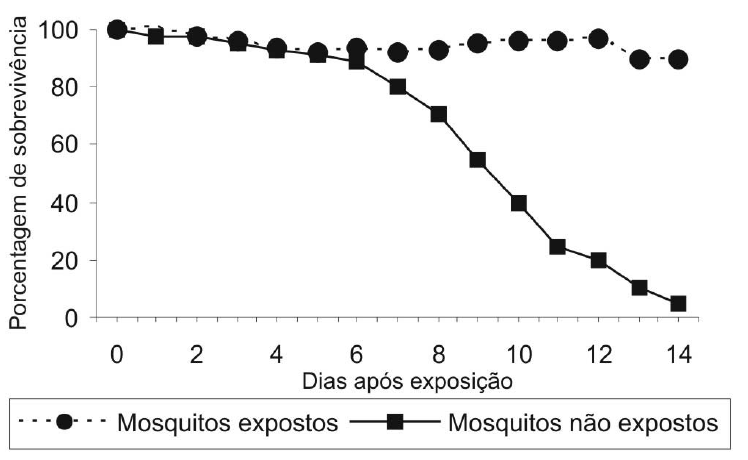 Porcentagem de sobrevivência
100
80
60
40
20
0
0 2 4 6 8 10 12 14
Dias após exposição
Mosquitos expostos Mosquitos não expostos